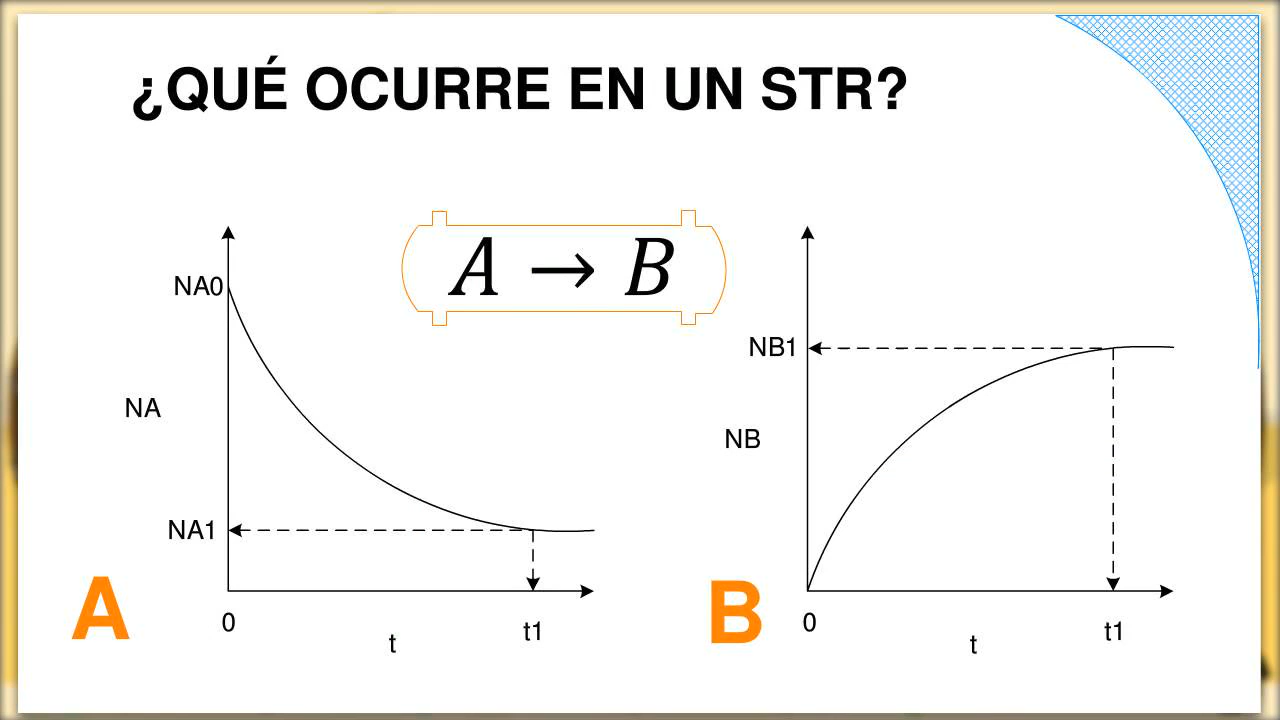 ¿QUÉ OCURRE EN UN STR?
A → B
NA0
NA
NA1
A
0
t
t1
NB1
NB
B
0
t
t1